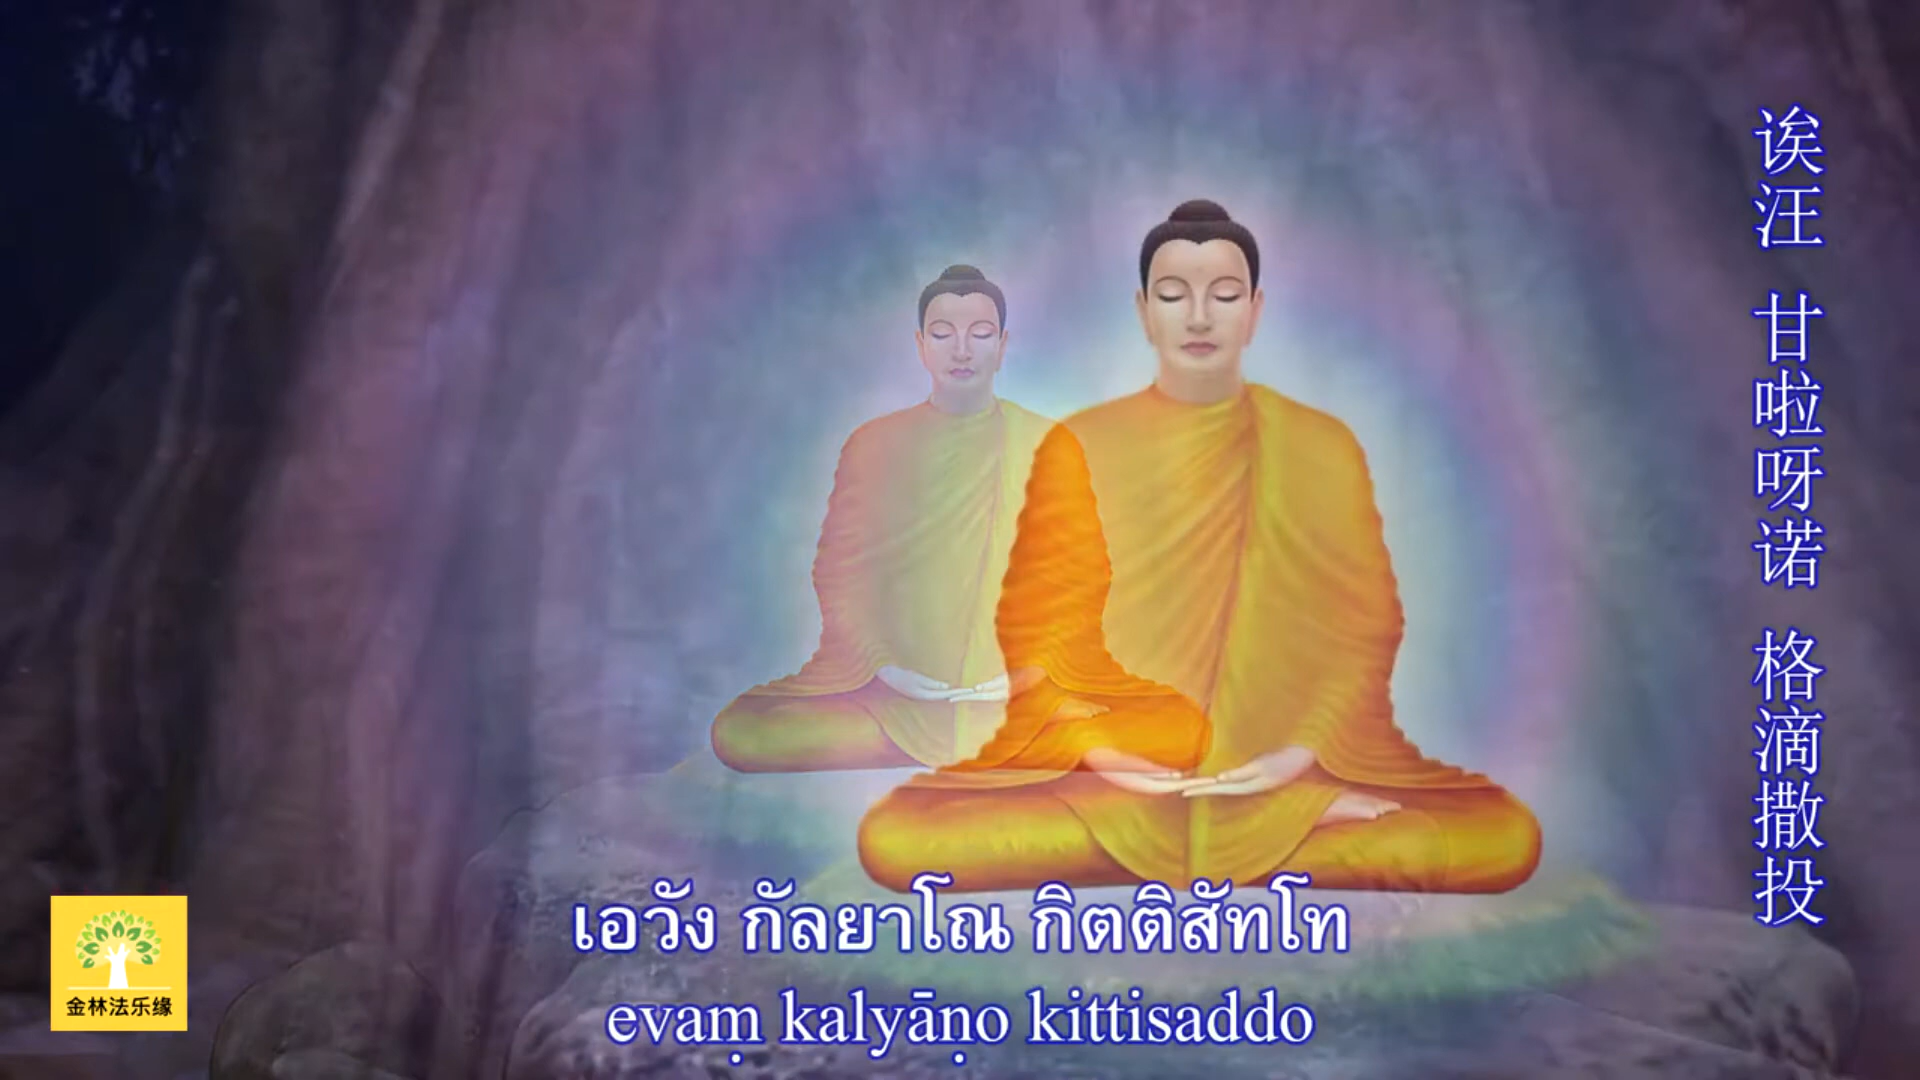 诶汪 甘啦呀诺 格滴撒投
เอวัง กัลยาโณ กิตติสัทโท
evaṃ kalyāṇo kittisaddo
金林法乐缘